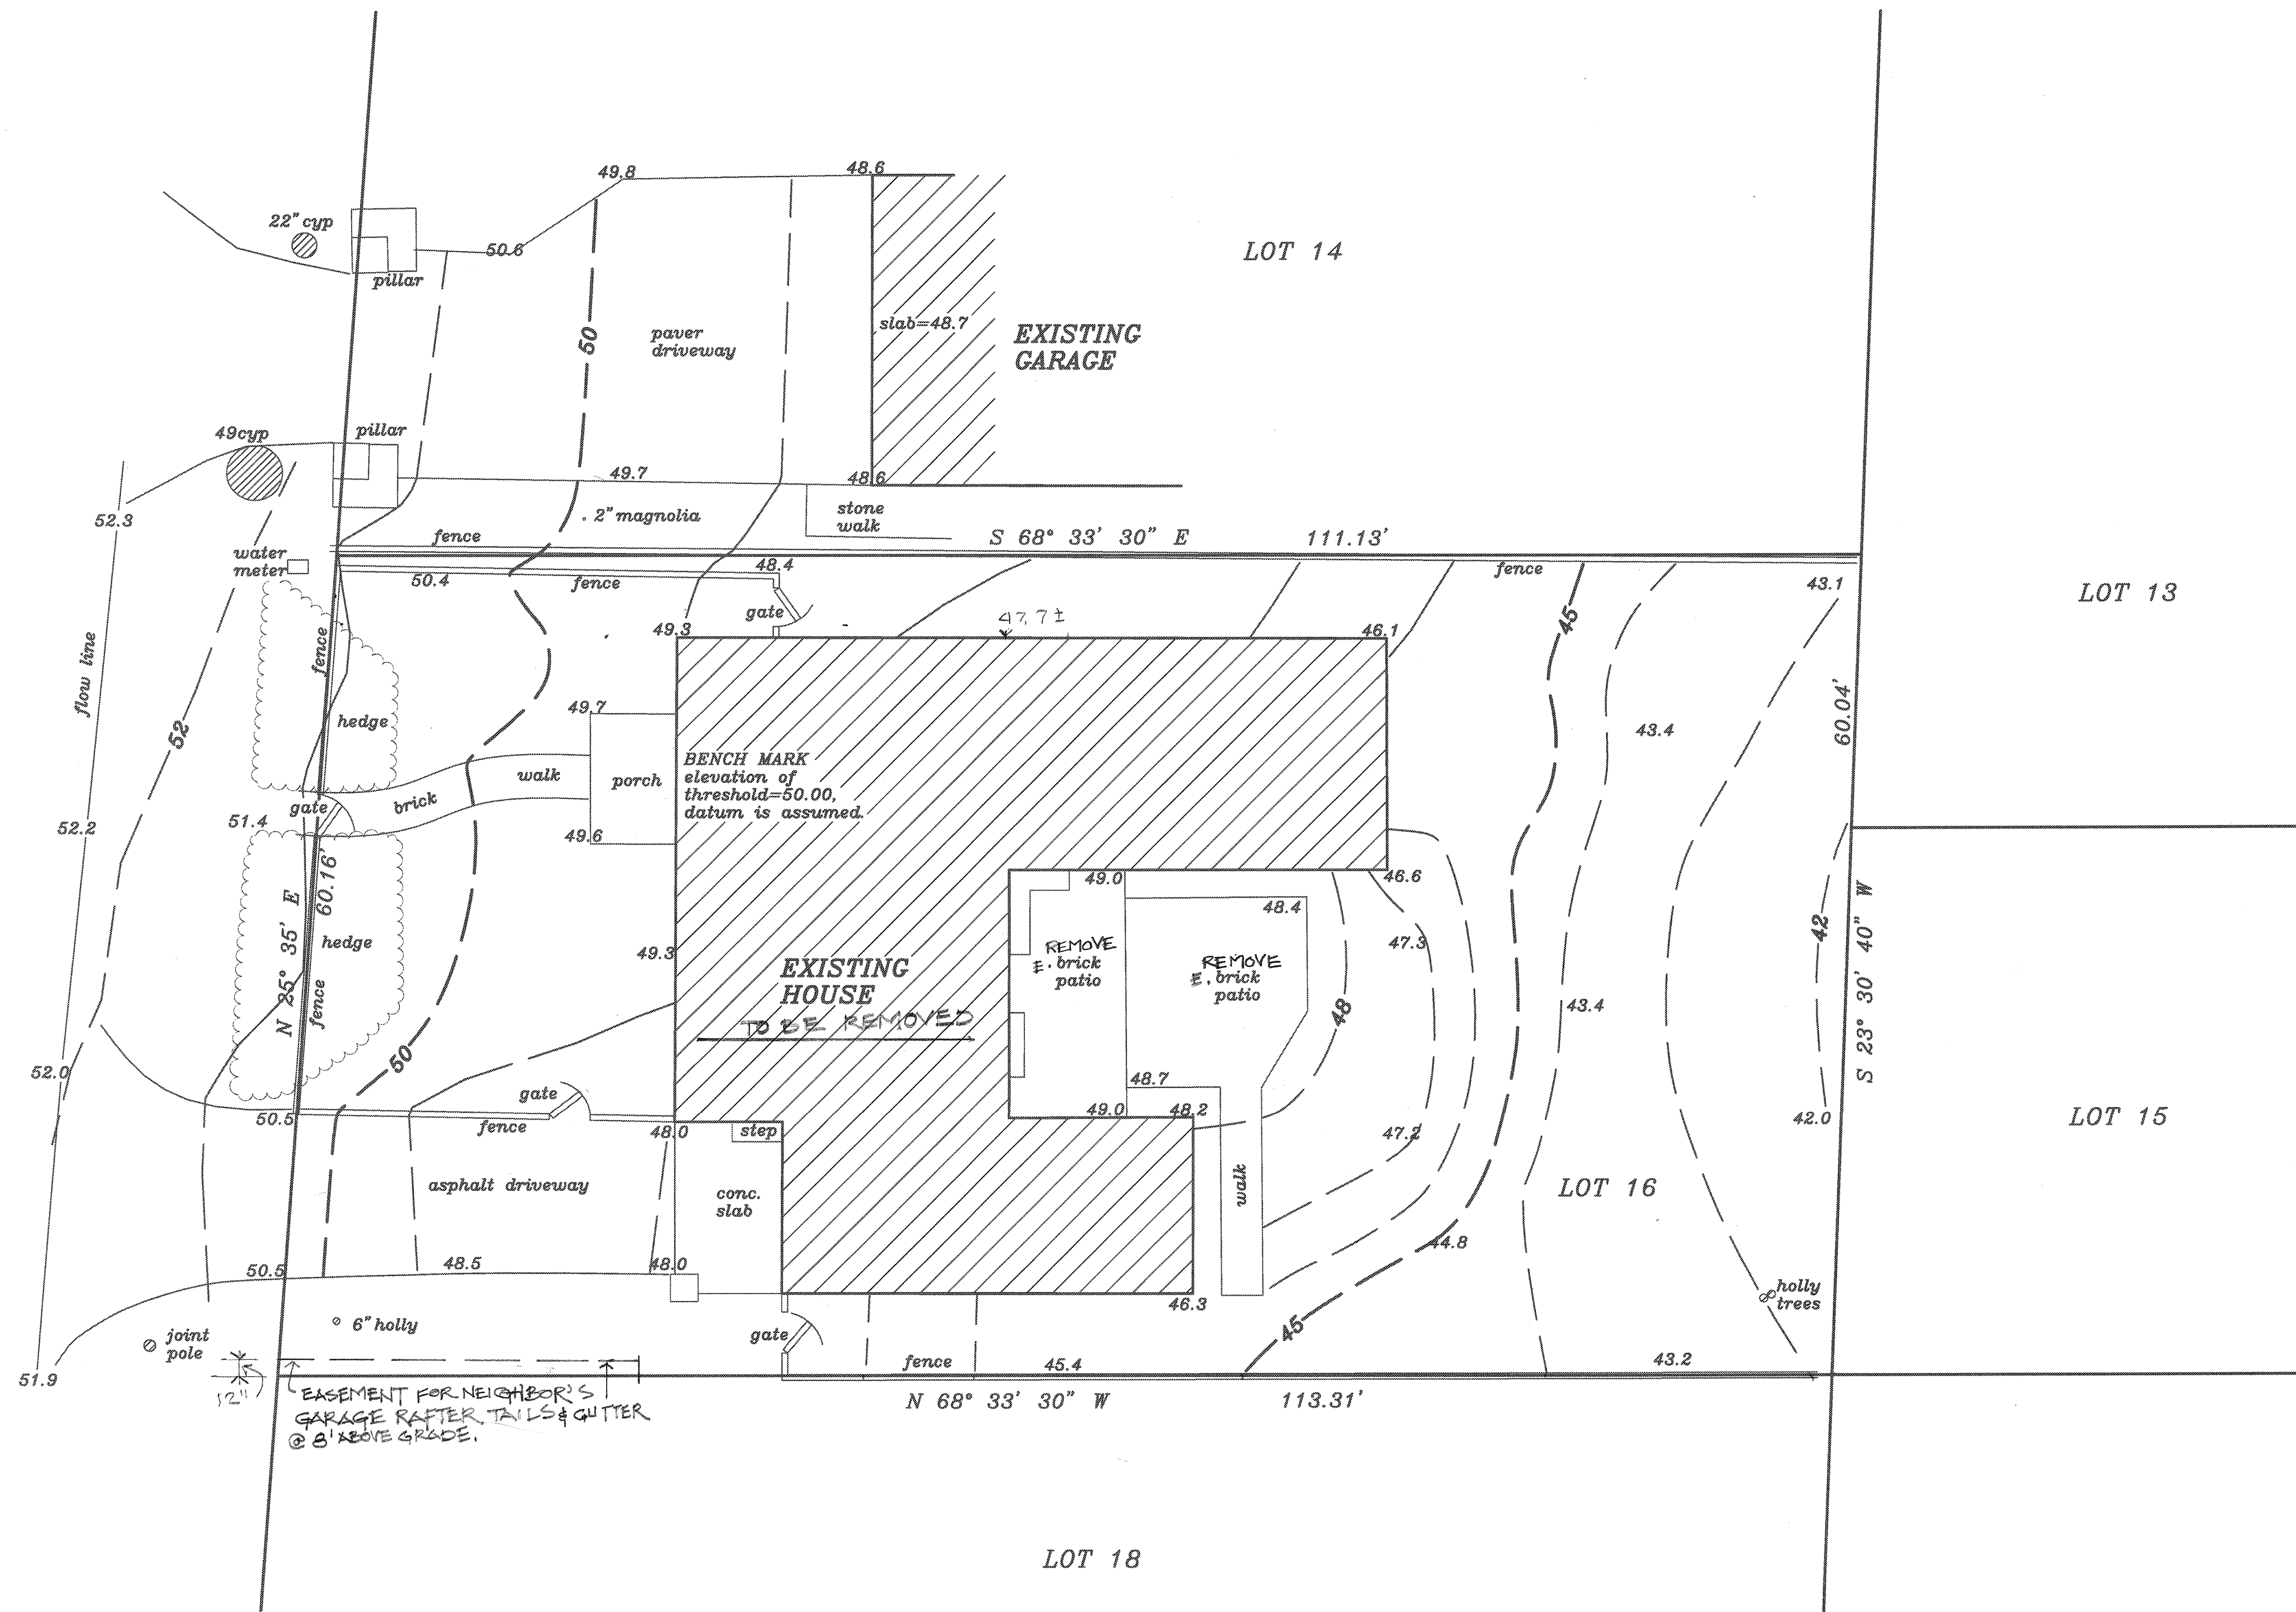 49.8
48.6
22" cyp
50.6
LOT 14
pillar
slab=48.7
50
paver
driveway
EXISTING
GARAGE
49cyp
pillar
49.7
48.6
52.3
2" magnolia
stone
walk
fence
S 68° 33' 30" E
111.13'
water
meter
50.4
fence
48.4
fence
43.1
LOT 13
gate
47.7±
45
49.3
46.1
fence
flow line
49.7
hedge
52
43.4
60.04'
BENCH MARK
elevation of
threshold=50.00,
datum is assumed.
walk
porch
gate
brick
52.2
51.4
49.6
60.16'
49.0
46.6
48.4
N 25° 35' E
hedge
42
S 23° 30' 40" W
49.3
REMOVE
E. brick
patio
REMOVE
E. brick
patio
47.3
EXISTING
HOUSE
TO BE REMOVED
fence
48
43.4
50
52.0
gate
48.7
50.5
fence
49.0
48.2
42.0
LOT 15
48.0
step
47.2
asphalt driveway
conc.
slab
walk
LOT 16
44.8
50.5
48.5
48.0
46.3
holly
trees
6" holly
joint
pole
gate
45
51.9
fence
45.4
43.2
12"
EASEMENT FOR NEIGHBOR'S
GARAGE RAFTER TAILS & GUTTER
@ 8' ABOVE GRADE.
N 68° 33' 30" W
113.31'
LOT 18